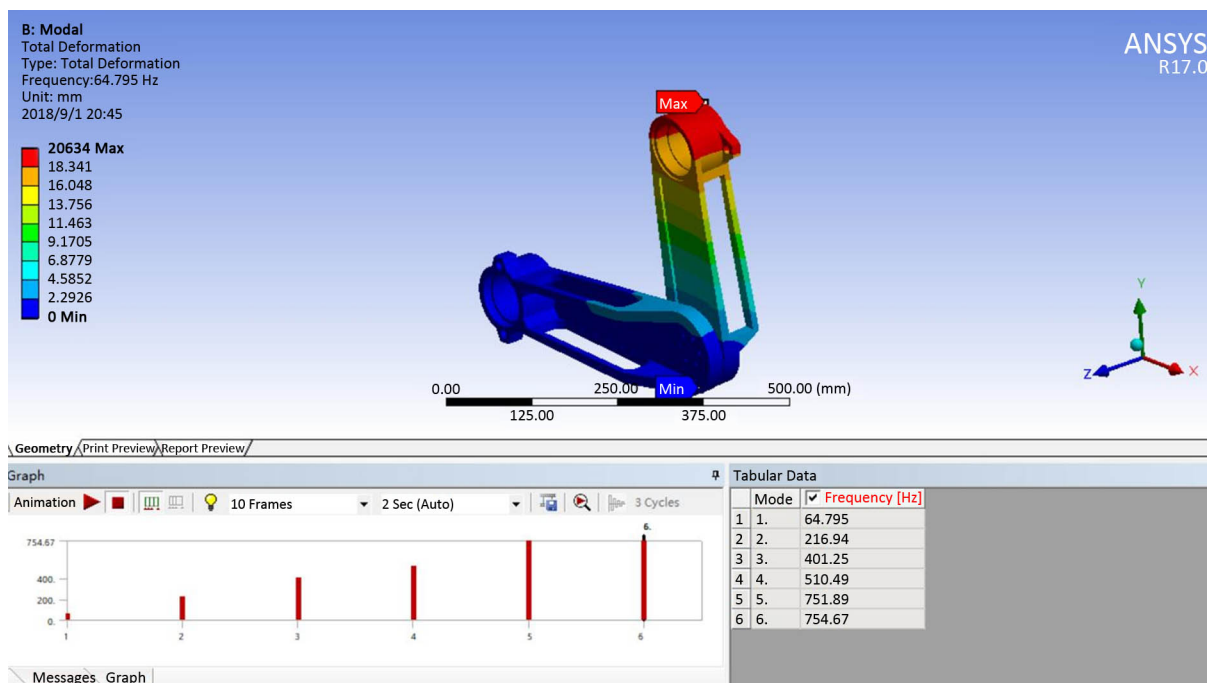 B: Modal
Total Deformation
Type: Total Deformation
Frequency:64.795 Hz
Unit: mm
2018/9/1 20:45
ANSYS
R17.0
20634 Max
18.341
16.048
13.756
11.463
9.1705
6.8779
4.5852
2.2926
0 Min
Max
Min
0.00 250.00 500.00 (mm)
125.00 375.00
Y
Z X
Geometry Print Preview Report Preview
Graph
Animation 10 Frames 2 Sec (Auto) 3 Cycles
6.
754.67
400.
200.
0.
1 2 3 4 5 6
Messages Graph
Tabular Data
Mode Frequency [Hz]
1 1. 64.795
2 2. 216.94
3 3. 401.25
4 4. 510.49
5 5. 751.89
6 6. 754.67